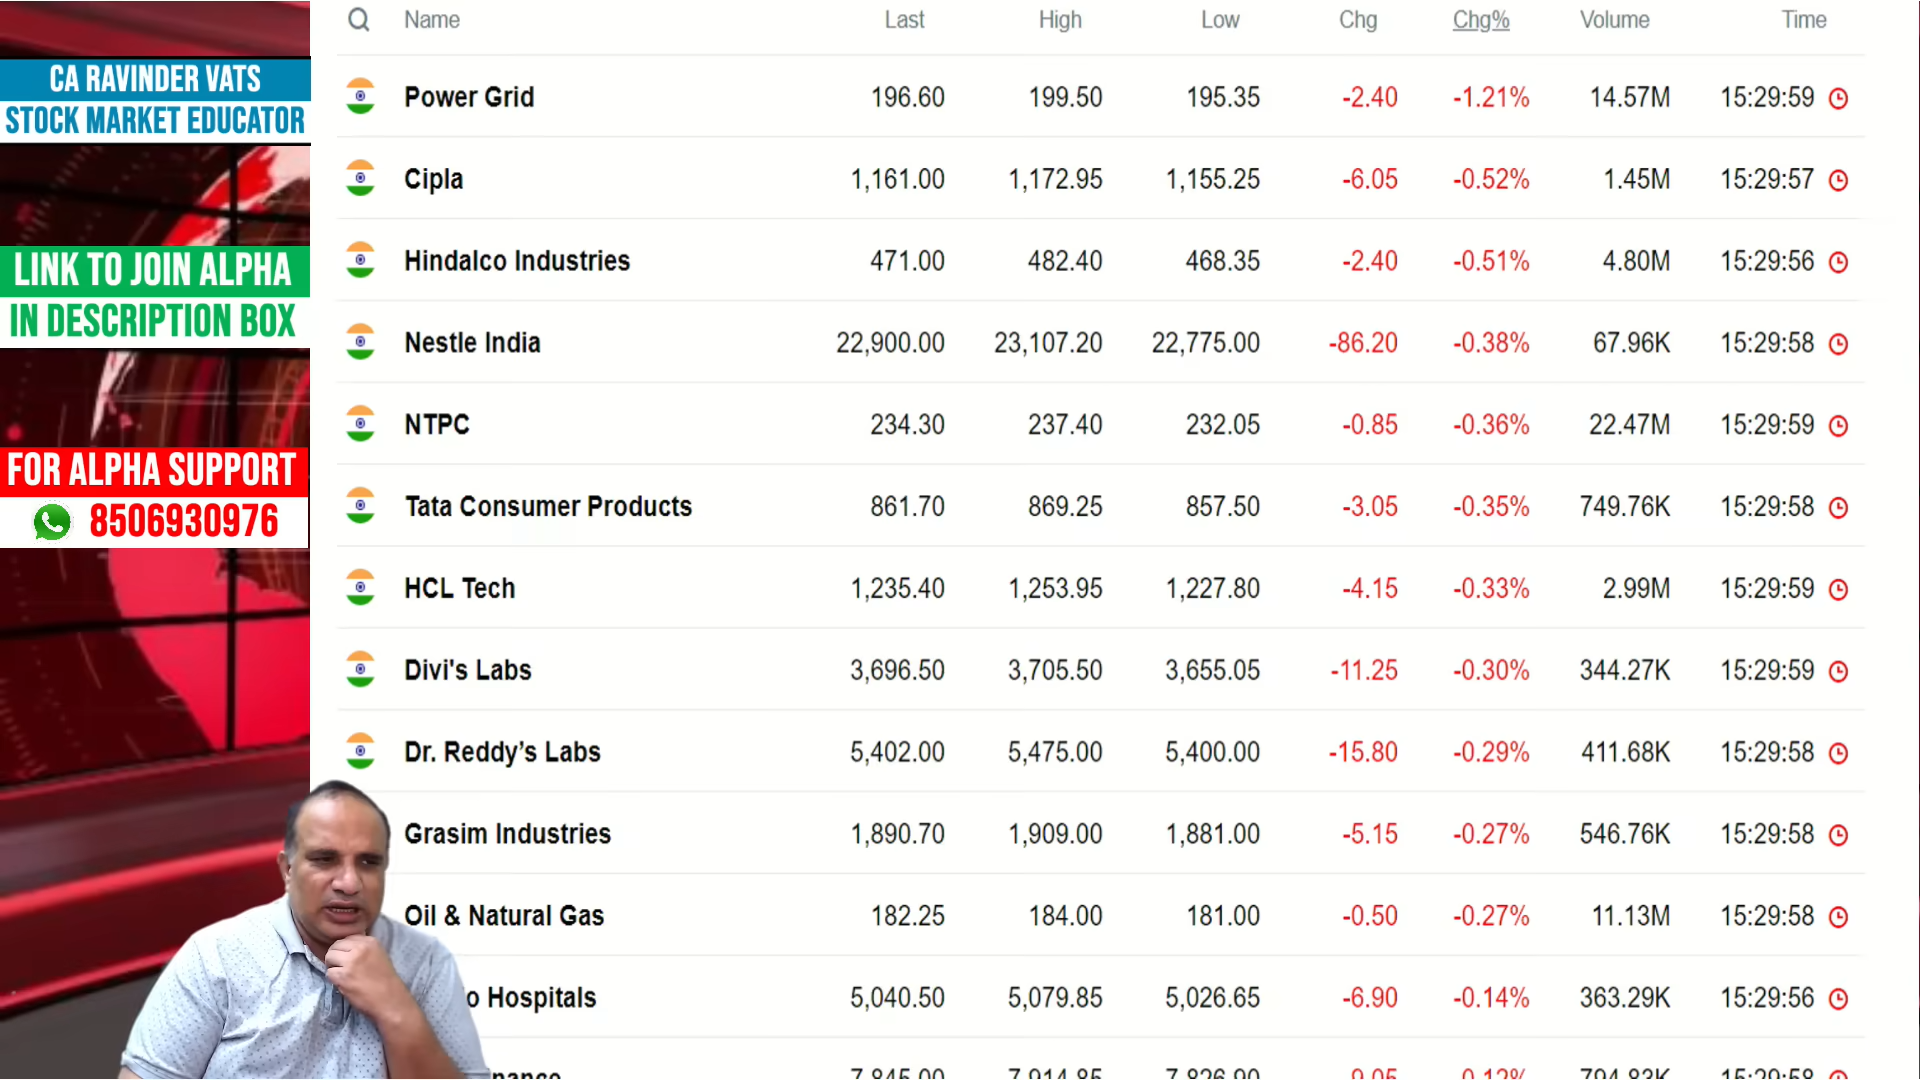 CA RAVINDER VATS
STOCK MARKET EDUCATOR
LINK TO JOIN ALPHA
IN DESCRIPTION BOX
FOR ALPHA SUPPORT
8506930976
Name Last High Low Chg Chg% Volume Time
Power Grid 196.60 199.50 195.35 -2.40 -1.21% 14.57M 15:29:59
Cipla 1,161.00 1,172.95 1,155.25 -6.05 -0.52% 1.45M 15:29:57
Hindalco Industries 471.00 482.40 468.35 -2.40 -0.51% 4.80M 15:29:56
Nestle India 22,900.00 23,107.20 22,775.00 -86.20 -0.38% 67.96K 15:29:58
NTPC 234.30 237.40 232.05 -0.85 -0.36% 22.47M 15:29:59
Tata Consumer Products 861.70 869.25 857.50 -3.05 -0.35% 749.76K 15:29:58
HCL Tech 1,235.40 1,253.95 1,227.80 -4.15 -0.33% 2.99M 15:29:59
Divi's Labs 3,696.50 3,705.50 3,655.05 -11.25 -0.30% 344.27K 15:29:59
Dr. Reddy’s Labs 5,402.00 5,475.00 5,400.00 -15.80 -0.29% 411.68K 15:29:58
Grasim Industries 1,890.70 1,909.00 1,881.00 -5.15 -0.27% 546.76K 15:29:58
Oil & Natural Gas 182.25 184.00 181.00 -0.50 -0.27% 11.13M 15:29:58
o Hospitals 5,040.50 5,079.85 5,026.65 -6.90 -0.14% 363.29K 15:29:56